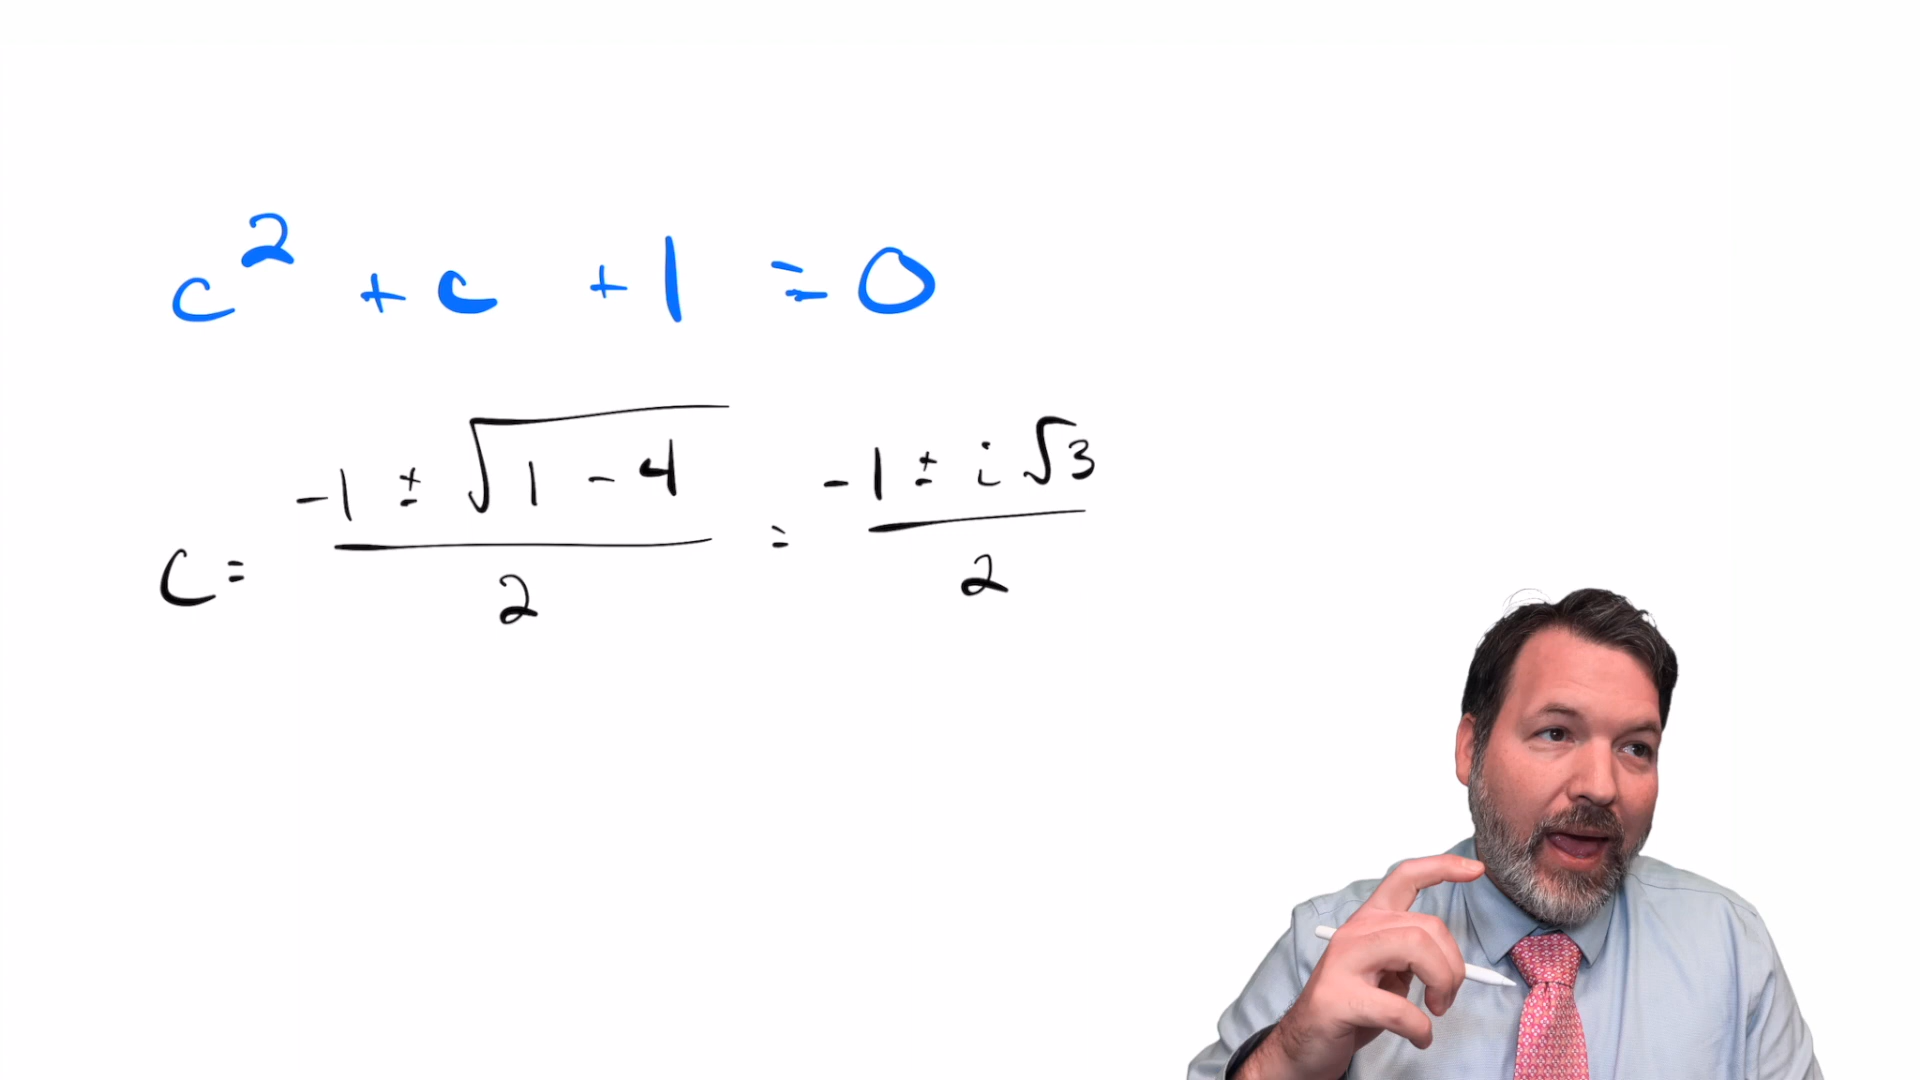 c² + c + 1 = 0
c = (-1 ± √(1 - 4))/2 = (-1 ± i√3)/2